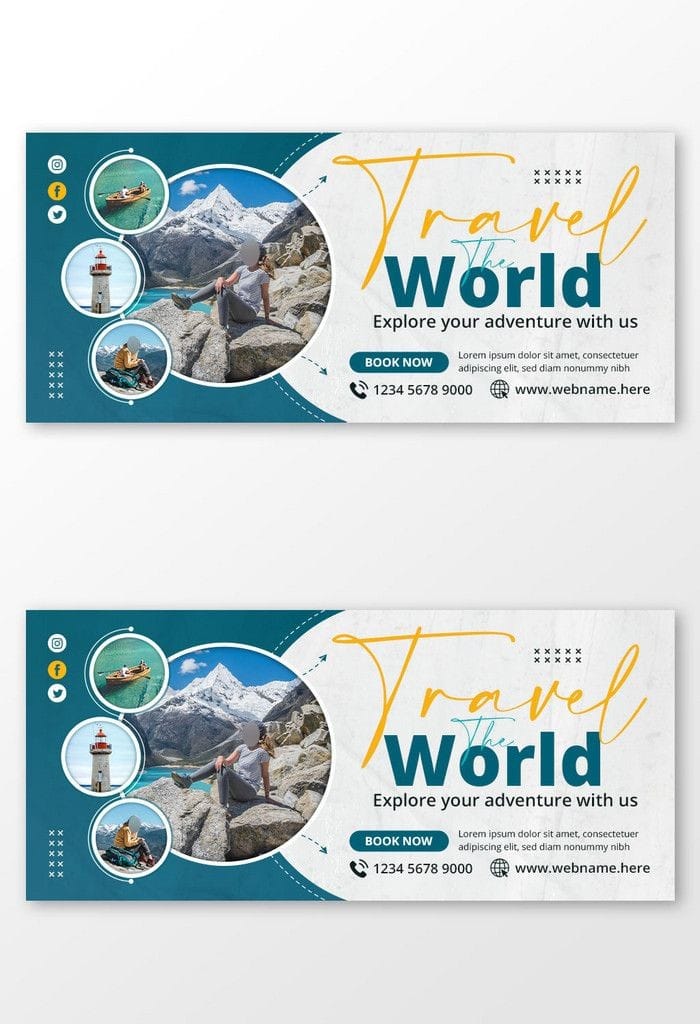 Travel
The
World
Explore your adventure with us
BOOK NOW
Lorem ipsum dolor sit amet, consectetuer
adipiscing elit, sed diam nonummy nibh
1234 5678 9000
www.webname.here
Travel
The
World
Explore your adventure with us
BOOK NOW
Lorem ipsum dolor sit amet, consectetuer
adipiscing elit, sed diam nonummy nibh
1234 5678 9000
www.webname.here